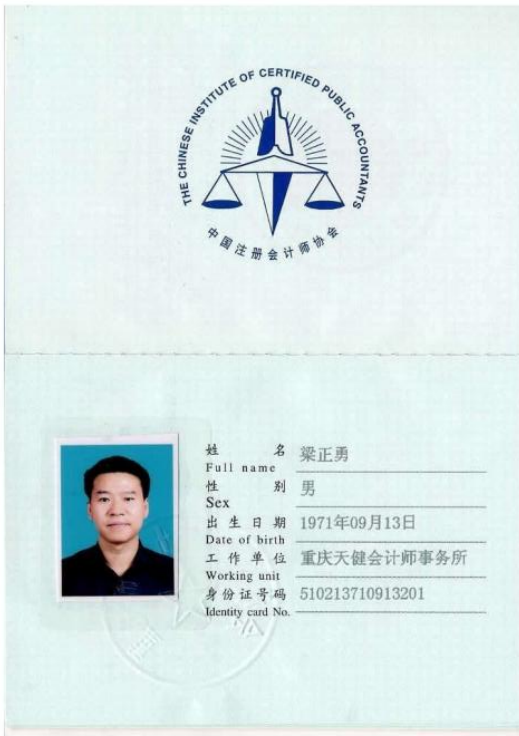 THE CHINESE INSTITUTE OF CERTIFIED PUBLIC ACCOUNTANTS
中国注册会计师协会
姓名 梁正勇
Full name
性别 男
Sex
出生日期 1971年09月13日
Date of birth
工作单位 重庆天健会计师事务所
Working unit
身份证号码 510213710913201
Identity card No.